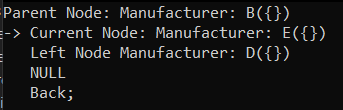 Parent Node: Manufacturer: B({})
-> Current Node: Manufacturer: E({})
Left Node Manufacturer: D({})
NULL
Back;